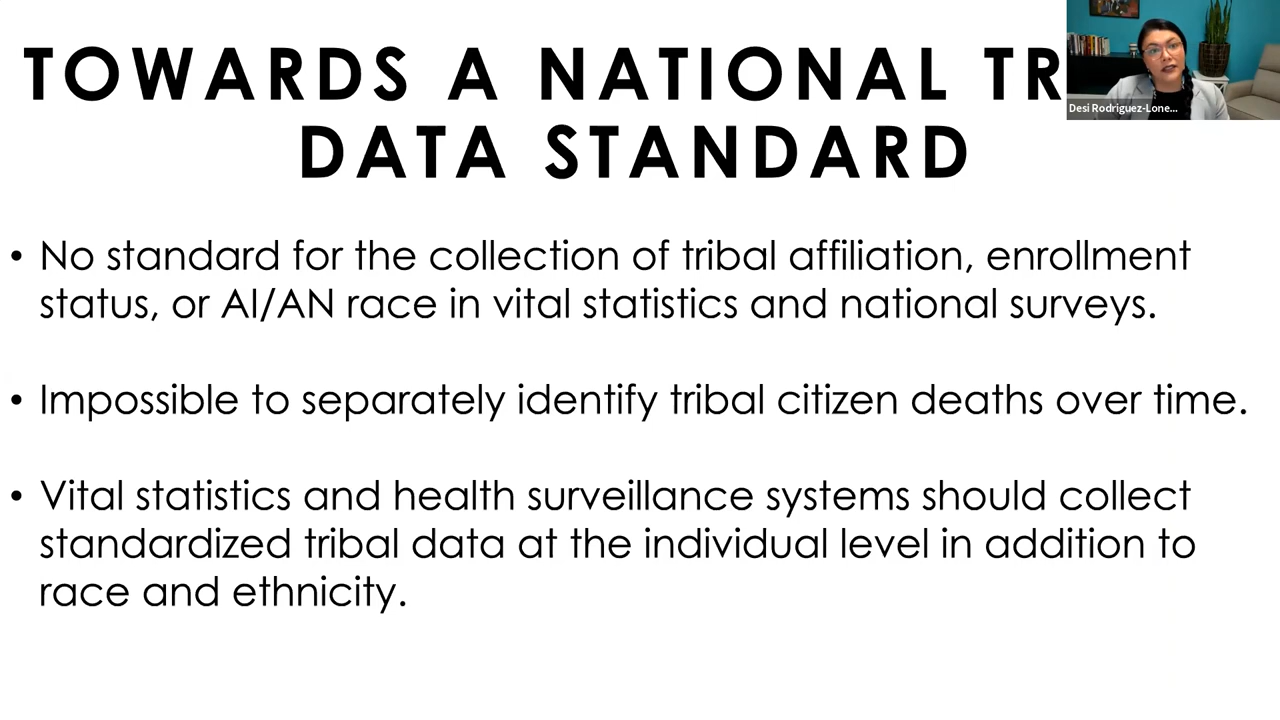 TOWARDS A NATIONAL TR
DATA STANDARD
Desi Rodriguez-Lone...
• No standard for the collection of tribal affiliation, enrollment
status, or AI/AN race in vital statistics and national surveys.
• Impossible to separately identify tribal citizen deaths over time.
• Vital statistics and health surveillance systems should collect
standardized tribal data at the individual level in addition to
race and ethnicity.